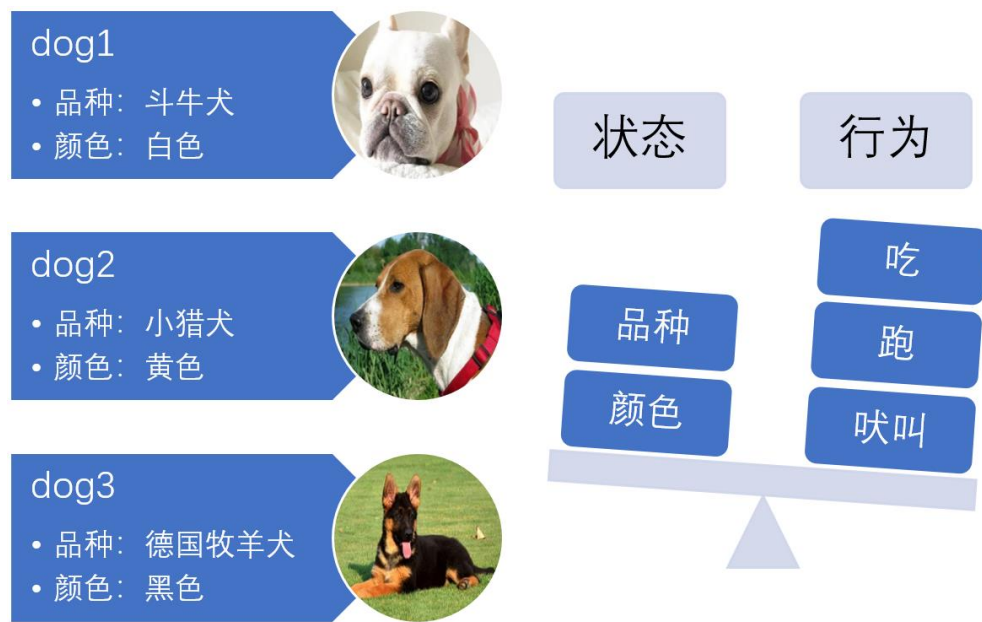 dog1
• 品种：斗牛犬
• 颜色：白色
dog2
• 品种：小猎犬
• 颜色：黄色
dog3
• 品种：德国牧羊犬
• 颜色：黑色
状态
行为
品种
颜色
吃
跑
吠叫